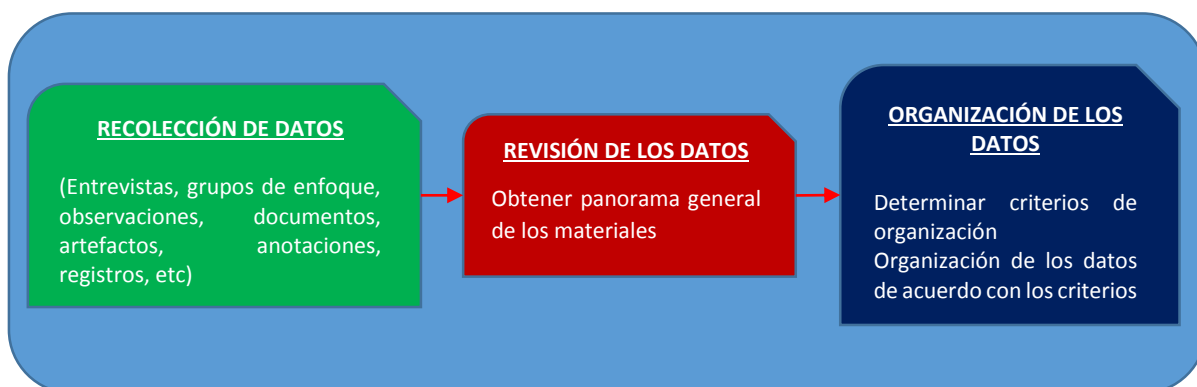 RECOLECCIÓN DE DATOS
(Entrevistas, grupos de enfoque,
observaciones, documentos,
artefactos, anotaciones,
registros, etc)
REVISIÓN DE LOS DATOS
Obtener panorama general
de los materiales
ORGANIZACIÓN DE LOS
DATOS
Determinar criterios de
organización
Organización de los datos
de acuerdo con los criterios